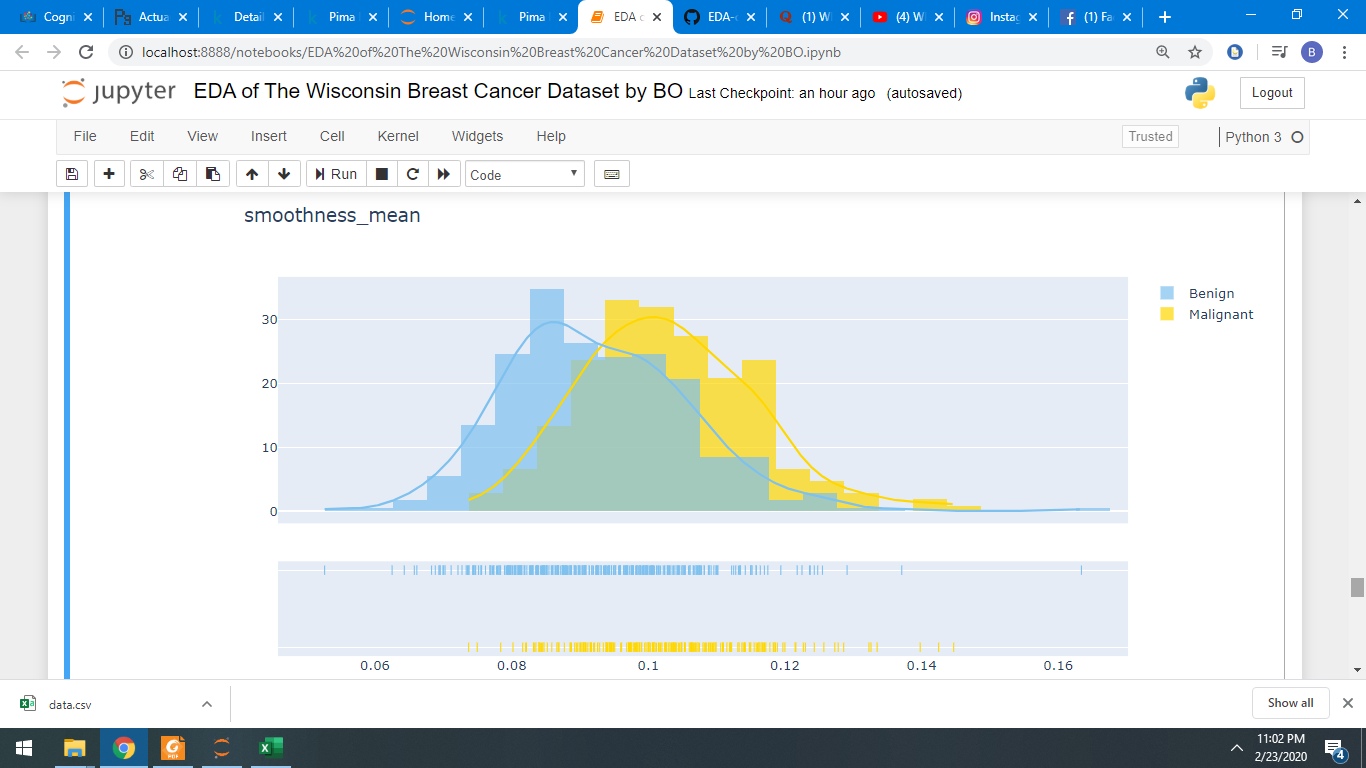 Cogni
Actua
Detail
Pima
Home
Pima
EDA c
EDA-
(1) W
(4) W
Instag
(1) Fa
localhost:8888/notebooks/EDA%20of%20The%20Wisconsin%20Breast%20Cancer%20Dataset%20by%20BO.ipynb
B
jupyter EDA of The Wisconsin Breast Cancer Dataset by BO Last Checkpoint: an hour ago (autosaved)
Logout
File Edit View Insert Cell Kernel Widgets Help
Trusted
Python 3
Run
Code
smoothness_mean
Benign
Malignant
30
20
10
0
0.06 0.08 0.1 0.12 0.14 0.16
data.csv
Show all
11:02 PM
2/23/2020
4